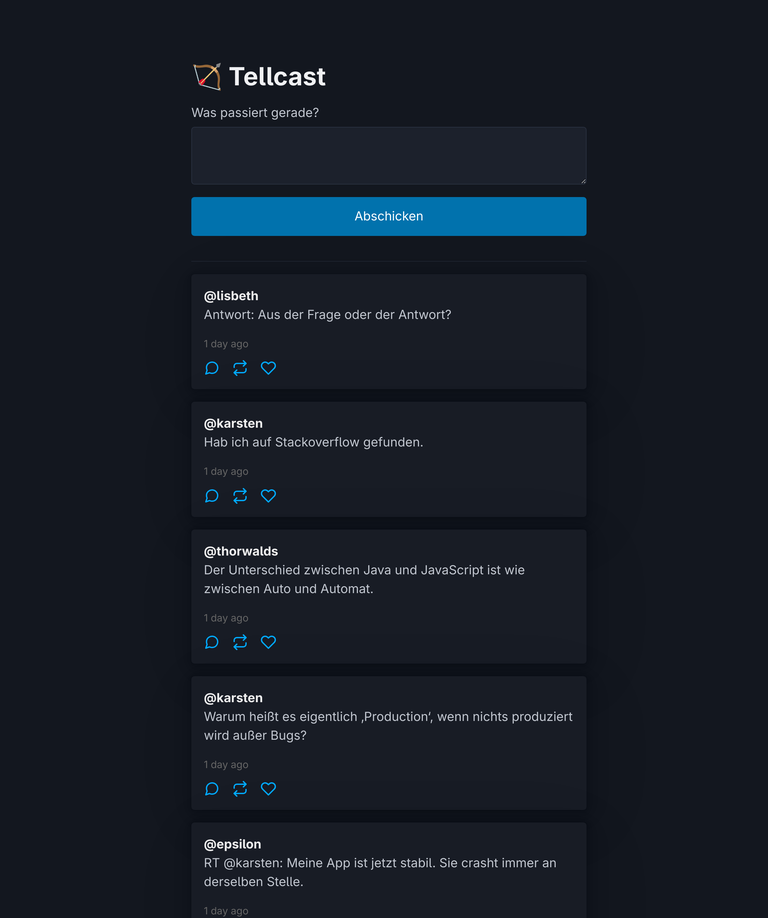 Tellcast
Was passiert gerade?
Abschicken
@lisbeth
Antwort: Aus der Frage oder der Antwort?
1 day ago
@karsten
Hab ich auf Stackoverflow gefunden.
1 day ago
@thorwalds
Der Unterschied zwischen Java und JavaScript ist wie
zwischen Auto und Automat.
1 day ago
@karsten
Warum heißt es eigentlich ‚Production‘, wenn nichts produziert
wird außer Bugs?
1 day ago
@epsilon
RT @karsten: Meine App ist jetzt stabil. Sie crasht immer an
derselben Stelle.
1 day ago